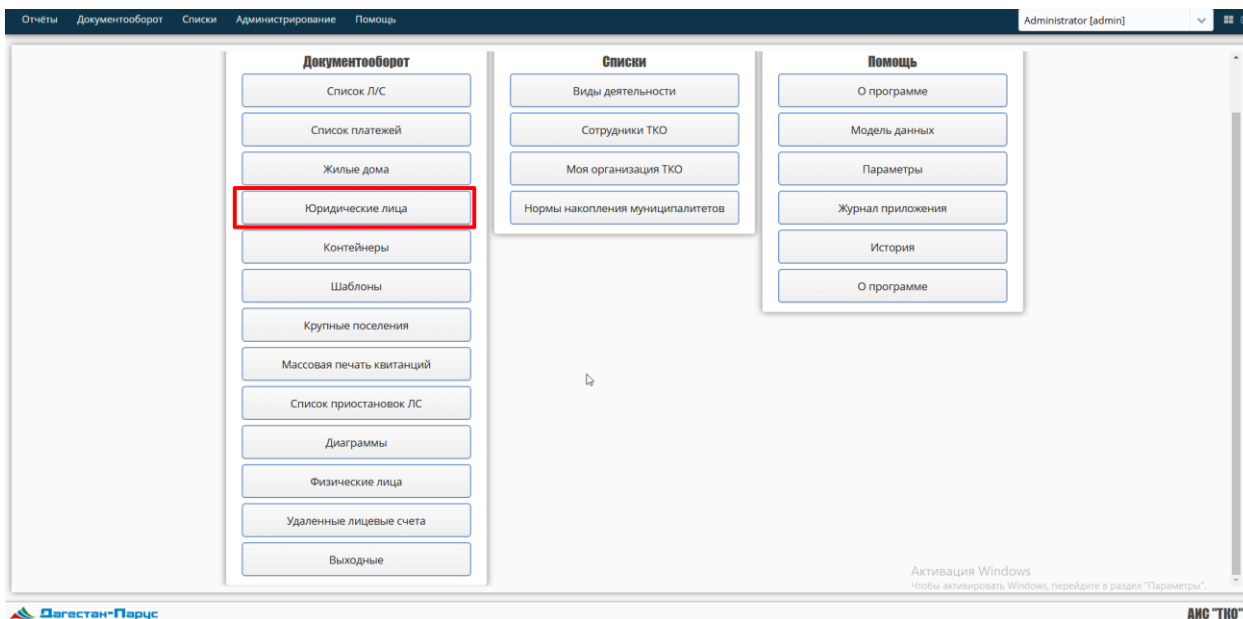 Отчёты Документооборот Списки Администрирование Помощь Administrator [admin]
Документооборот
Список Л/С
Список платежей
Жилые дома
Юридические лица
Контейнеры
Шаблоны
Крупные поселения
Массовая печать квитанций
Список приостановок ЛС
Диаграммы
Физические лица
Удаленные лицевые счета
Выходные
Списки
Виды деятельности
Сотрудники ТКО
Моя организация ТКО
Нормы накопления муниципалитетов
Помощь
О программе
Модель данных
Параметры
Журнал приложения
История
О программе
Активация Windows
Чтобы активировать Windows, перейдите в раздел "Параметры".
Дагестан-Парус
АИС "ТКО"